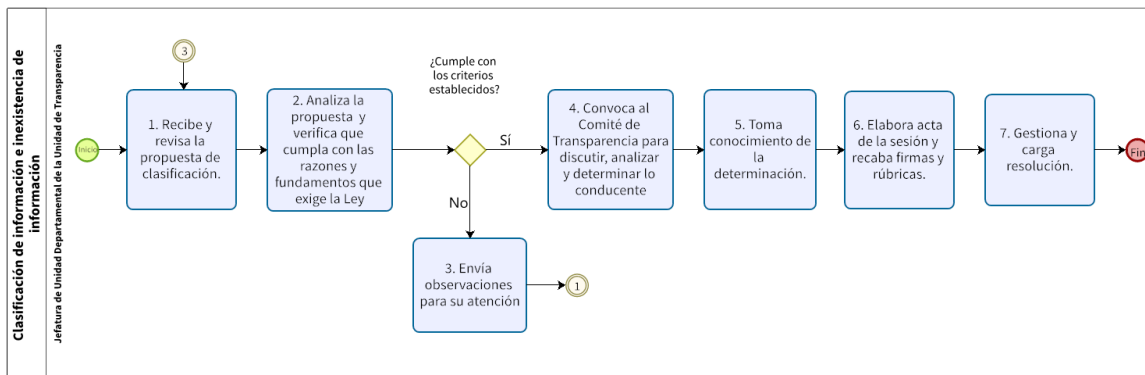 Clasificación de información e inexistencia de
información
Jefatura de Unidad Departamental de la Unidad de Transparencia
Inicio
3
1. Recibe y
revisa la
propuesta de
clasificación.
2. Analiza la
propuesta y
verifica que
cumpla con las
razones y
fundamentos que
exige la Ley
¿Cumple con
los criterios
establecidos?
Sí
No
3. Envía
observaciones
para su atención
1
4. Convoca al
Comité de
Transparencia para
discutir, analizar
y determinar lo
conducente
5. Toma
conocimiento de
la
determinación.
6. Elabora acta
de la sesión y
recaba firmas y
rúbricas.
7. Gestiona y
carga
resolución.
Fin